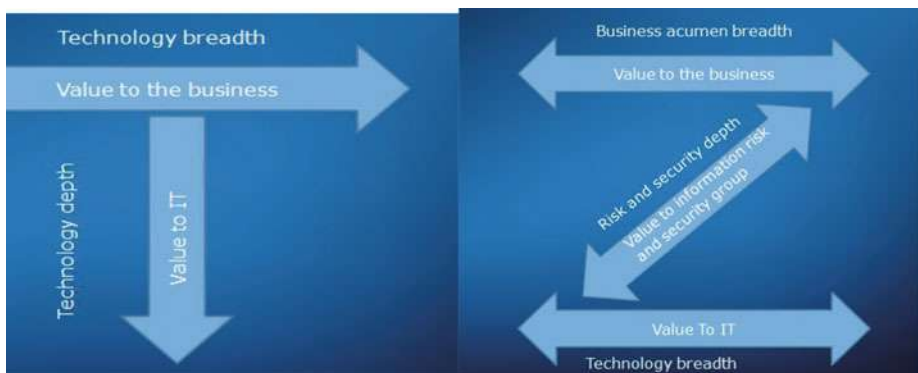 Technology breadth
Value to the business
Technology depth
Value to IT
Business acumen breadth
Value to the business
Risk and security depth
Value to information risk
and security group
Value To IT
Technology breadth